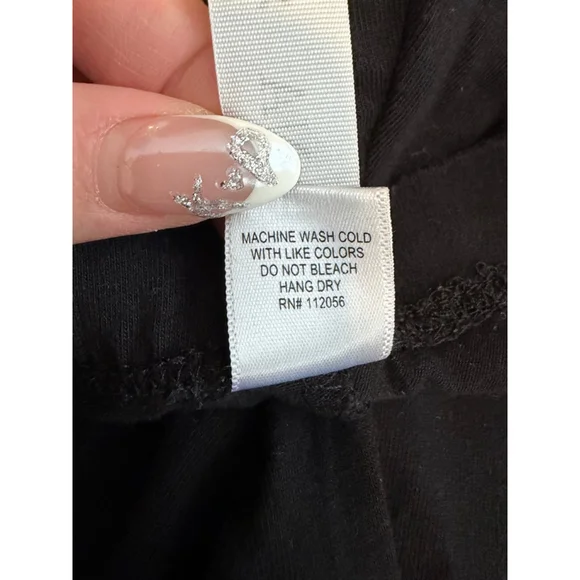 MACHINE WASH COLD
WITH LIKE COLORS
DO NOT BLEACH
HANG DRY
RN# 112056